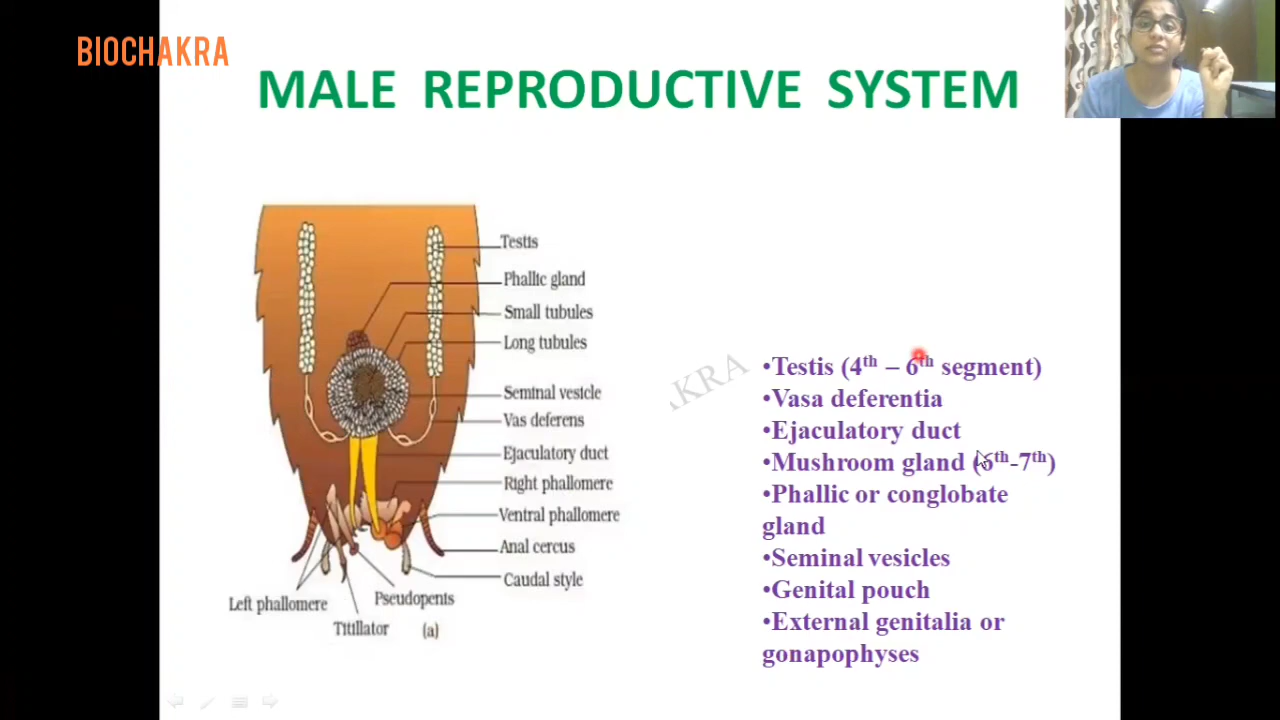 BIOCHAKRA
MALE REPRODUCTIVE SYSTEM
Testis
Phallic gland
Small tubules
Long tubules
Seminal vesicle
Vas deferens
Ejaculatory duct
Right phallomere
Ventral phallomere
Anal cercus
Caudal style
Left phallomere
Pseudopents
Titillator
(a)
KRA
•Testis (4th – 6th segment)
•Vasa deferentia
•Ejaculatory duct
•Mushroom gland (6th-7th)
•Phallic or conglobate
gland
•Seminal vesicles
•Genital pouch
•External genitalia or
gonapophyses